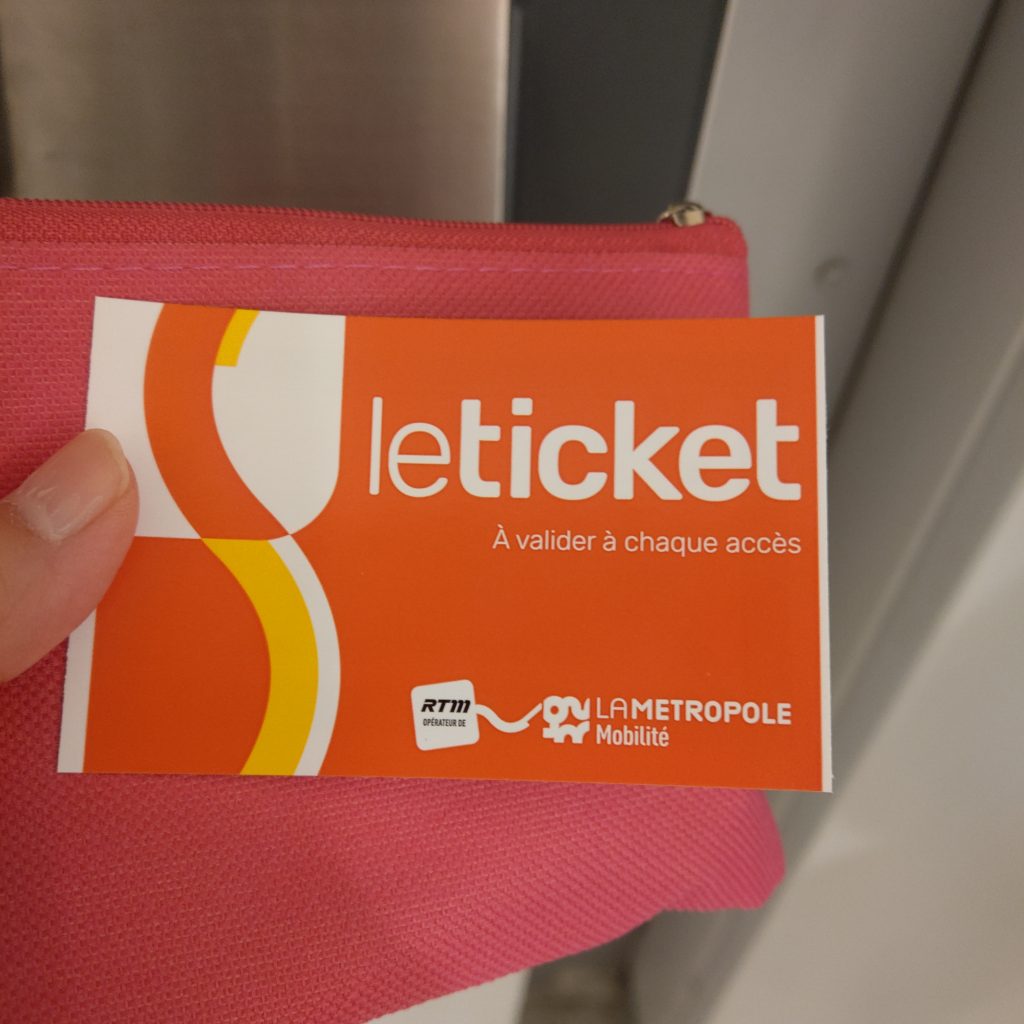 leticket
À valider à chaque accès
RTM
OPÉRATEUR DE
LAMETROPOLE
Mobilité